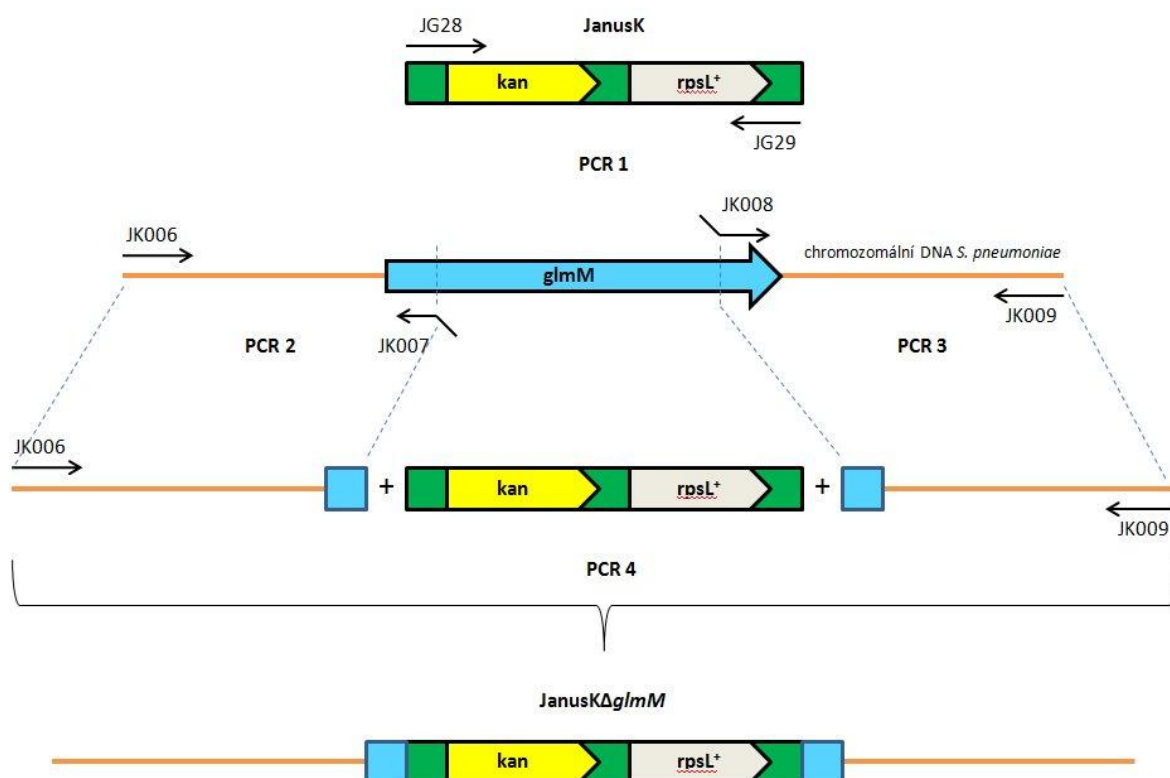 JG28
JanusK
kan
rpsL⁺
JG29
PCR 1
JK008
JK006
chromozomální DNA S. pneumoniae
glmM
JK009
JK007
PCR 2
PCR 3
JK006
+
kan
rpsL⁺
+
JK009
PCR 4
JanusKΔglmM
kan
rpsL⁺